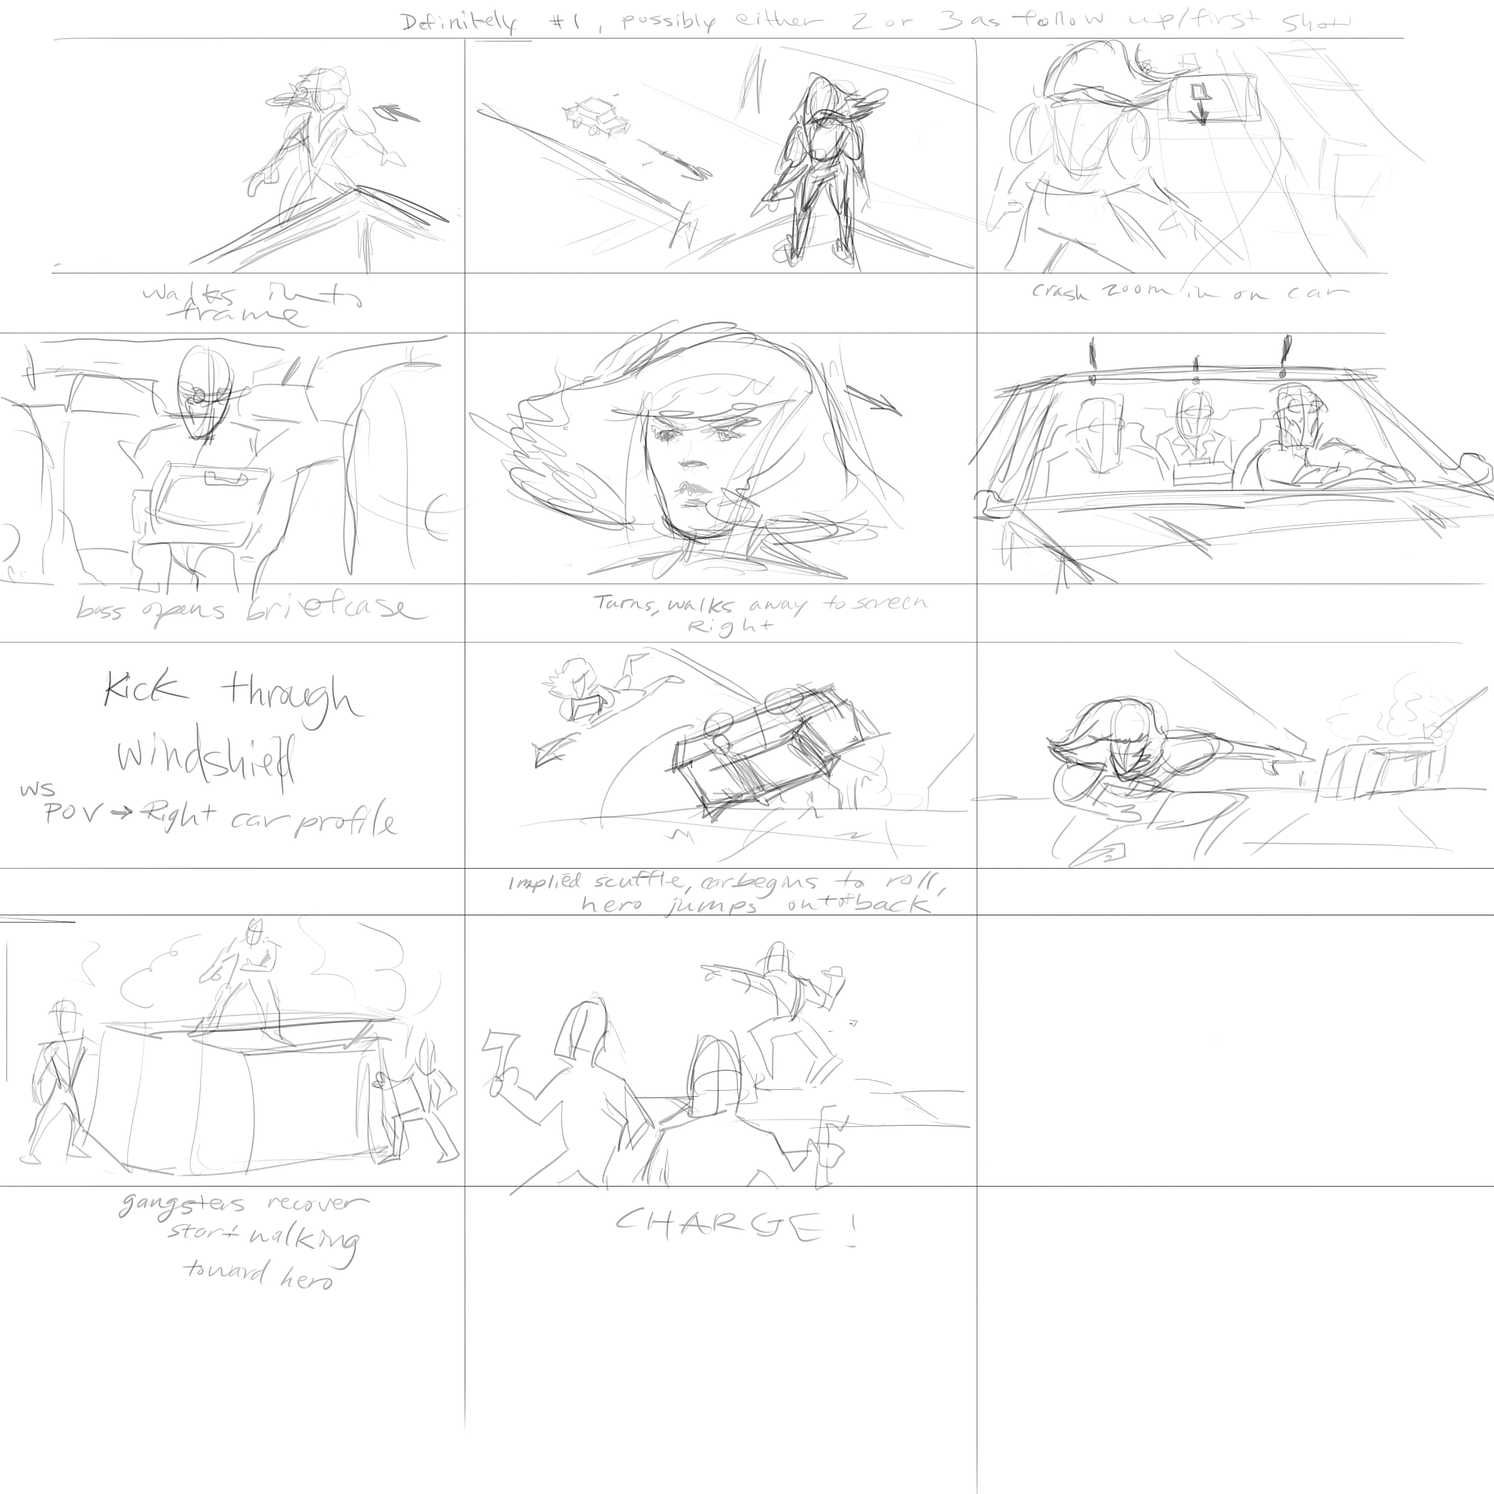 Definitely #1, possibly either 2 or 3 as follow up/first shot
walks into
frame
crash zoom in on car
boss opens briefcase
Turns, walks away to screen
Right
Kick through
windshield
WS
POV → Right car profile
implied scuffle, car begins to roll,
hero jumps out of back
gangsters recover
start walking
toward hero
CHARGE!